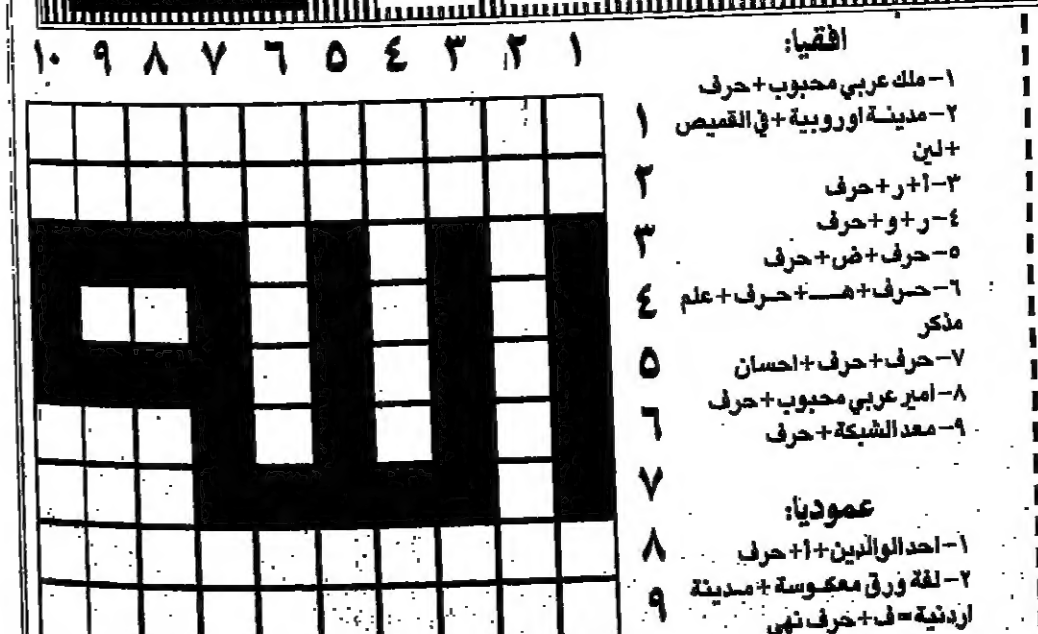 ١٠ ٩ ٨ ٧ ٦ ٥ ٤ ٣ ٢ ١
١
٢
٣
٤
٥
٦
٧
٨
٩
افقيا:
١-ملك عربي محبوب+حرف
٢-مدينة اوروبية+في القميص
+لين
٣-أ+ر+حرف
٤-ر+و+حرف
٥-حرف+ض+حرف
٦-حرف+هـ+حرف+علم
مذكر
٧-حرف+حرف+احسان
٨-امير عربي محبوب+حرف
٩-معد الشبكة+حرف
عموديا:
١-احد الوالدين+أ+حرف
٢-لفة ورق معكوسة+مدينة
اردنية=ف+حرف نهي